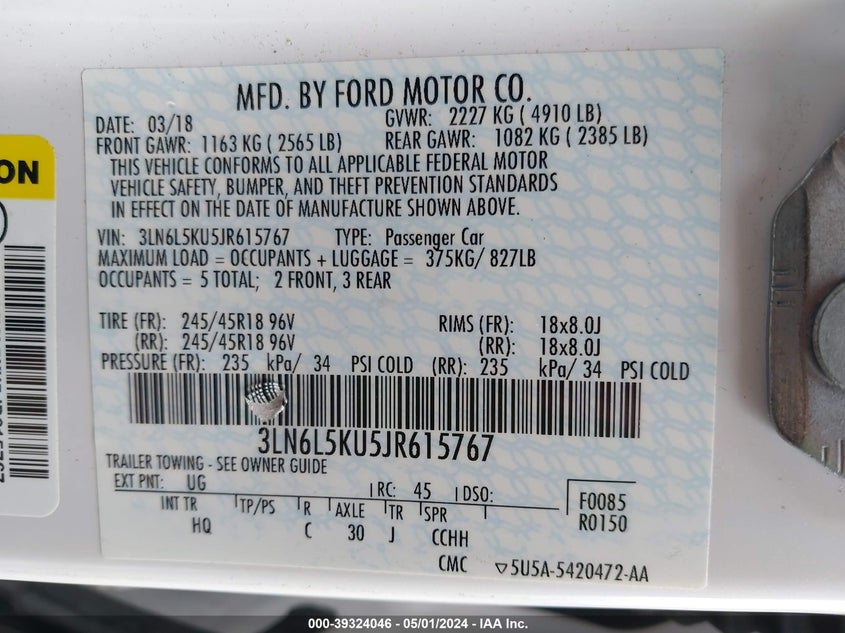 MFD. BY FORD MOTOR CO.
DATE: 03/18 GVWR: 2227 KG ( 4910 LB)
FRONT GAWR: 1163 KG ( 2565 LB) REAR GAWR: 1082 KG ( 2385 LB)
THIS VEHICLE CONFORMS TO ALL APPLICABLE FEDERAL MOTOR
VEHICLE SAFETY, BUMPER, AND THEFT PREVENTION STANDARDS
IN EFFECT ON THE DATE OF MANUFACTURE SHOWN ABOVE.
VIN: 3LN6L5KU5JR615767 TYPE: Passenger Car
MAXIMUM LOAD = OCCUPANTS + LUGGAGE = 375KG/ 827LB
OCCUPANTS = 5 TOTAL; 2 FRONT, 3 REAR
TIRE (FR): 245/45R18 96V RIMS (FR): 18x8.0J
(RR): 245/45R18 96V (RR): 18x8.0J
PRESSURE (FR): 235 kPa/ 34 PSI COLD (RR): 235 kPa/ 34 PSI COLD
3LN6L5KU5JR615767
TRAILER TOWING - SEE OWNER GUIDE
EXT PNT: UG RC: 45 DSO: F0085
INT TR TP/PS R AXLE TR SPR R0150
HQ C 30 J CCHH
CMC ▽5U5A-5420472-AA
ON
000-39324046 - 05/01/2024 - IAA Inc.